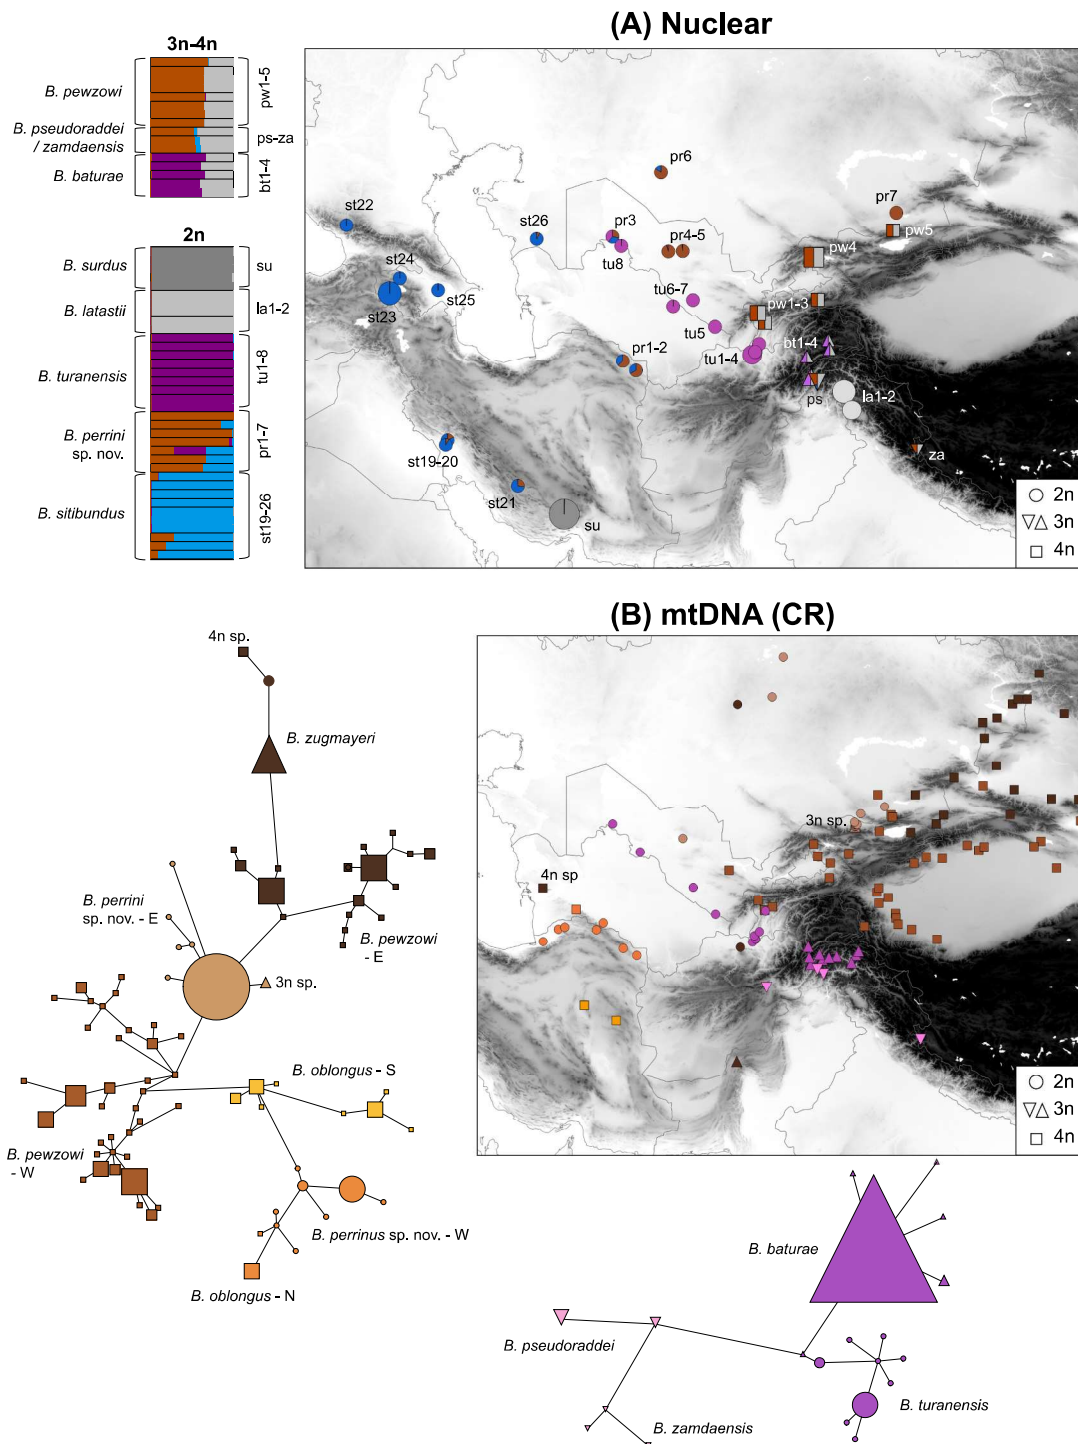 (A) Nuclear
3n-4n
B. pewzowi
pw1-5
B. pseudoraddei
/ zamdaensis
ps-za
B. baturae
bt1-4
2n
B. surdus
su
B. latastii
la1-2
B. turanensis
tu1-8
B. perrini
sp. nov.
pr1-7
B. sitibundus
st19-26
st22
st24
st23
st25
st26
pr6
pr3
tu8
pr4-5
tu6-7
tu5
pr1-2
tu1-4
pr7
pw5
pw4
pw1-3
bt1-4
ps
la1-2
za
st19-20
st21
su
2n
3n
4n
(B) mtDNA (CR)
4n sp.
B. zugmayeri
B. perrini
sp. nov. - E
B. pewzowi
- E
3n sp.
B. oblongus - S
B. pewzowi
- W
B. perrinus sp. nov. - W
B. oblongus - N
3n sp.
4n sp
2n
3n
4n
B. baturae
B. pseudoraddei
B. turanensis
B. zamdaensis